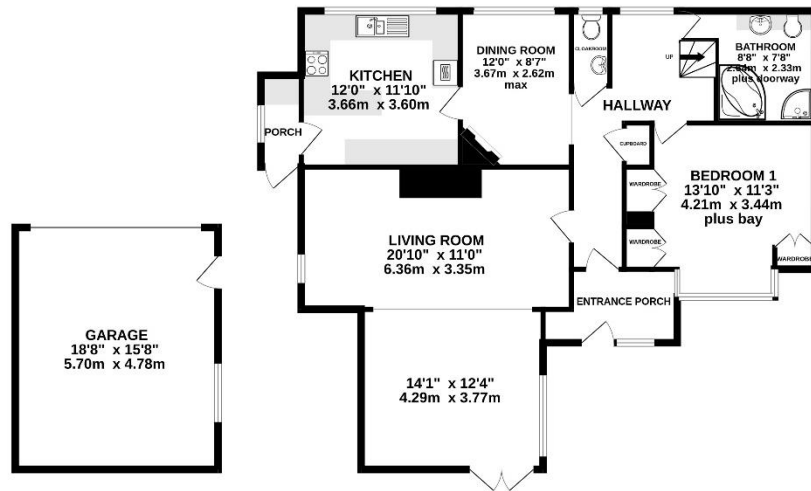 KITCHEN
12'0" x 11'10"
3.66m x 3.60m
DINING ROOM
12'0" x 8'7"
3.67m x 2.62m
max
CLOAKROOM
UP
BATHROOM
8'8" x 7'8"
2.64m x 2.33m
plus doorway
HALLWAY
PORCH
CUPBOARD
WARDROBE
WARDROBE
BEDROOM 1
13'10" x 11'3"
4.21m x 3.44m
plus bay
WARDROBE
LIVING ROOM
20'10" x 11'0"
6.36m x 3.35m
ENTRANCE PORCH
GARAGE
18'8" x 15'8"
5.70m x 4.78m
14'1" x 12'4"
4.29m x 3.77m